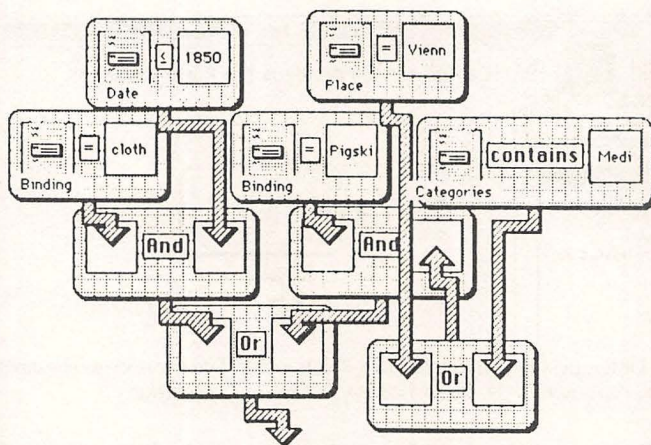 ≤ 1850
Date
= Vienn
Place
= cloth
Binding
= Pigski
Binding
contains Medi
Categories
And
And
Or
Or